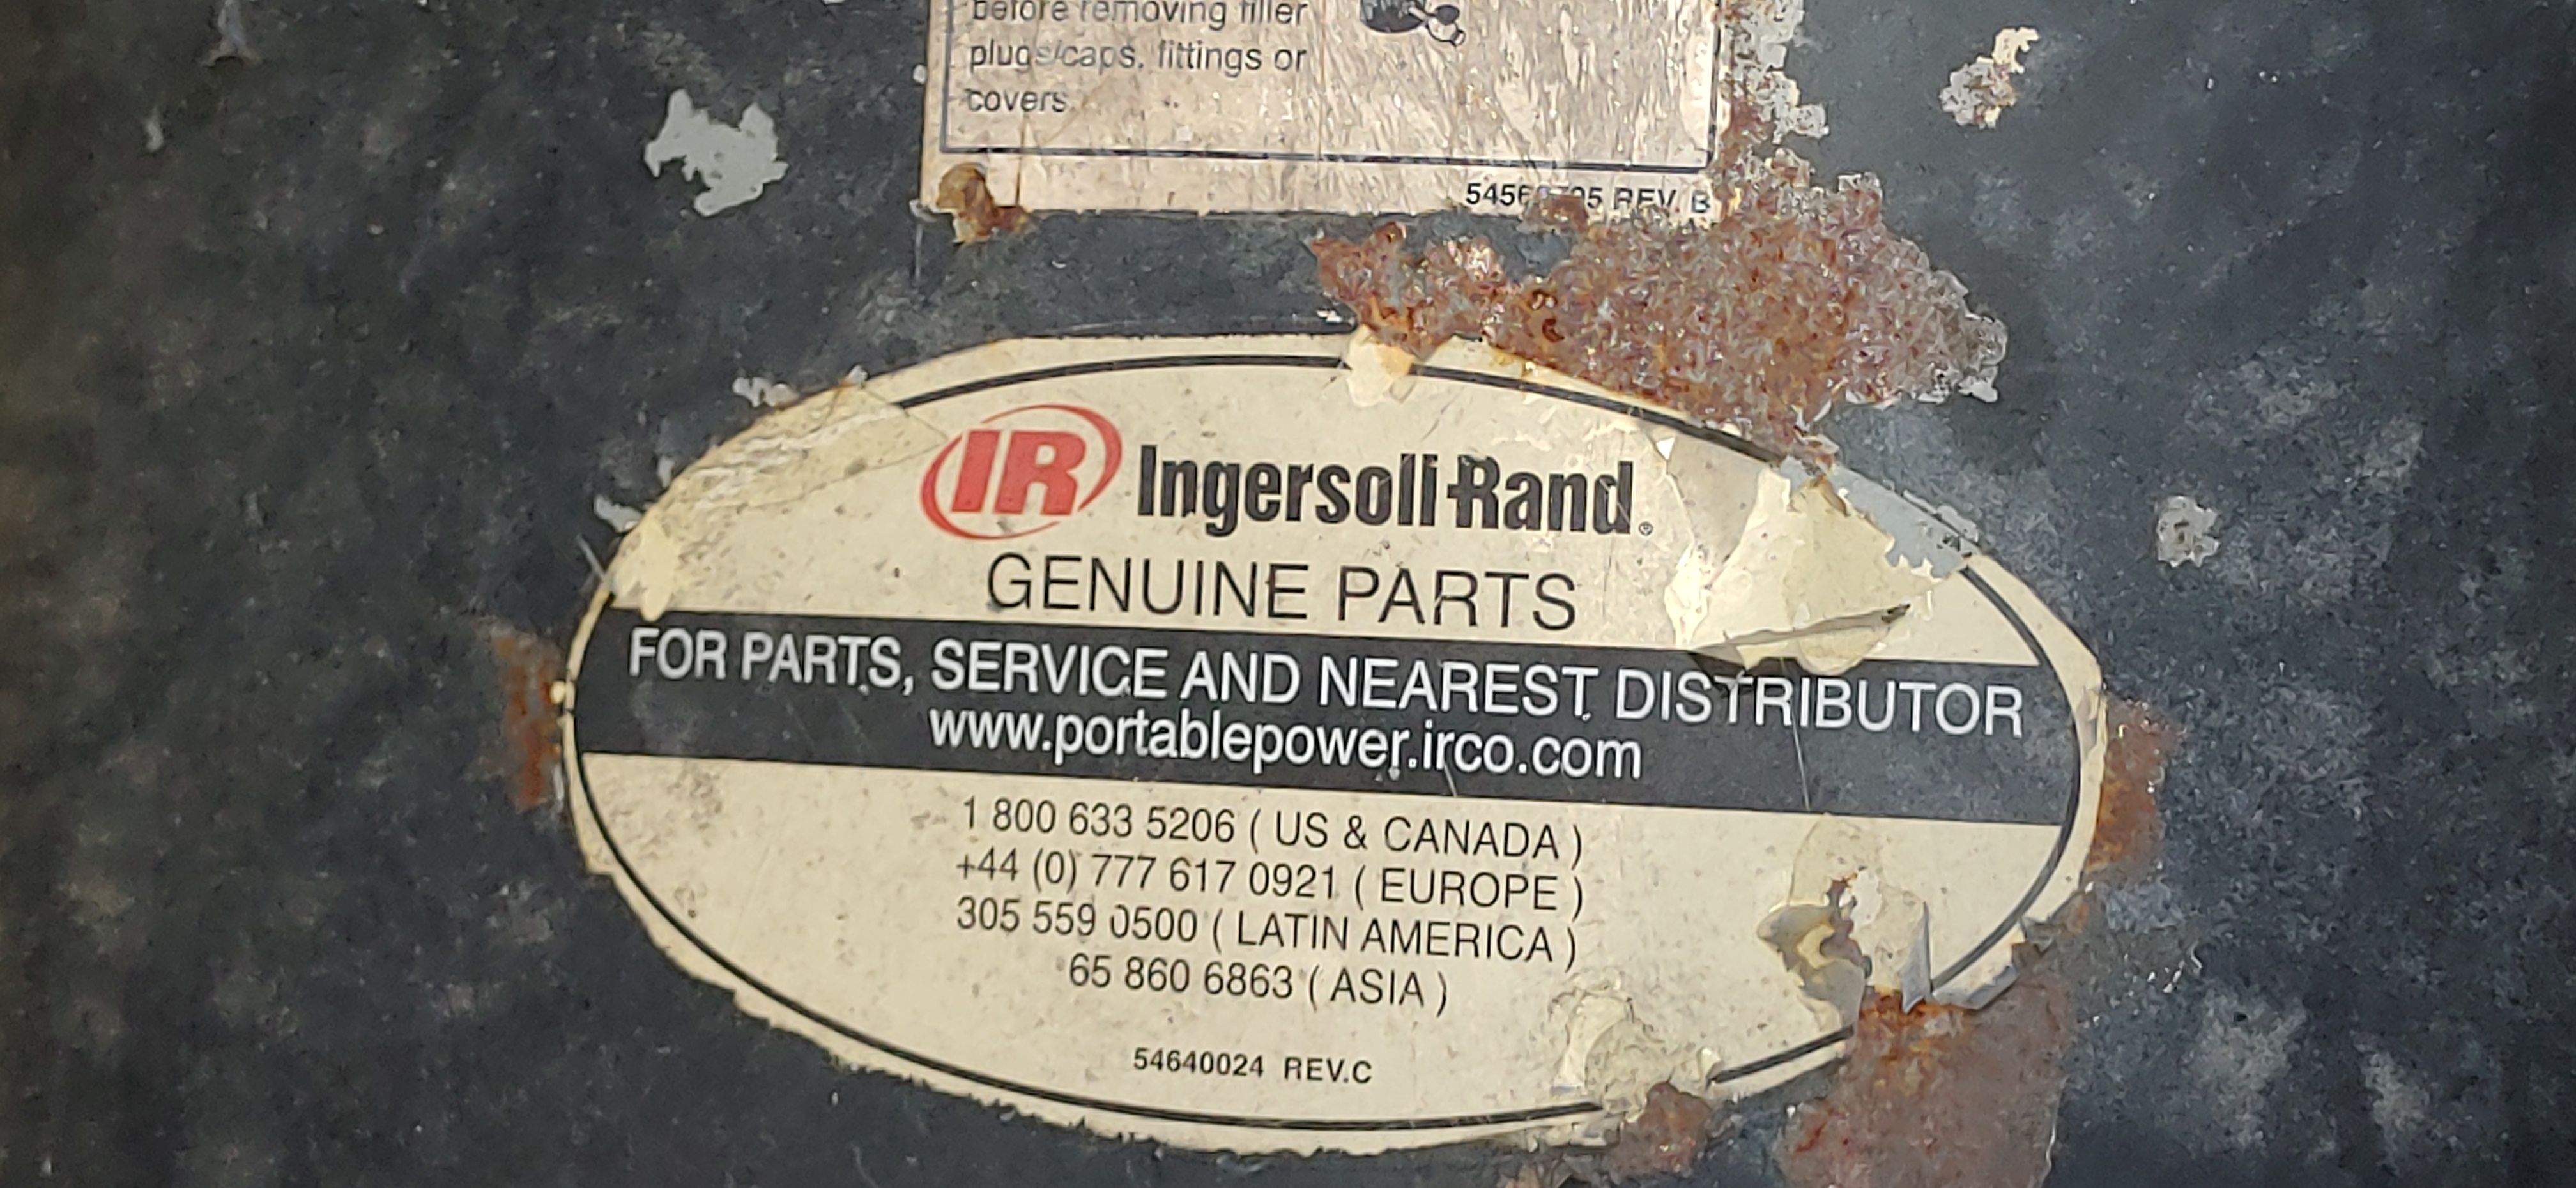 before removing filler
plugs/caps, fittings or
covers.
REV. B
IR Ingersoll-Rand®
GENUINE PARTS
FOR PARTS, SERVICE AND NEAREST DISTRIBUTOR
www.portablepower.irco.com
1 800 633 5206 ( US & CANADA )
+44 (0) 777 617 0921 ( EUROPE )
305 559 0500 ( LATIN AMERICA )
65 860 6863 ( ASIA )
54640024 REV.C